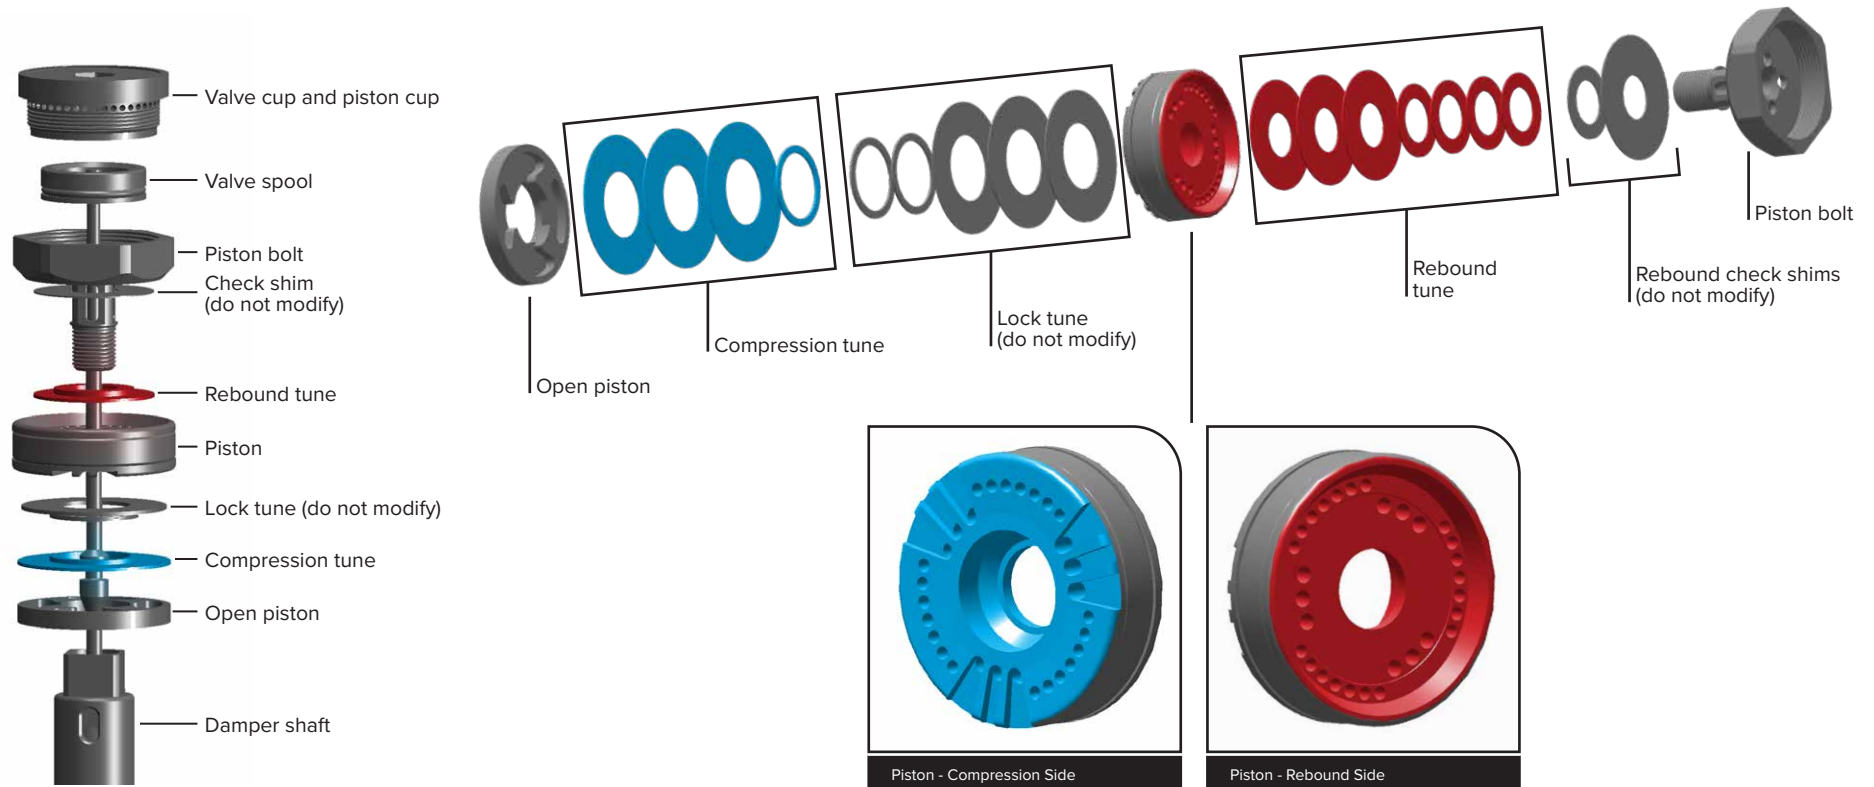 Valve cup and piston cup
Valve spool
Piston bolt
Check shim
(do not modify)
Rebound tune
Piston
Lock tune (do not modify)
Compression tune
Open piston
Damper shaft
Open piston
Compression tune
Lock tune
(do not modify)
Rebound
tune
Rebound check shims
(do not modify)
Piston bolt
Piston - Compression Side
Piston - Rebound Side